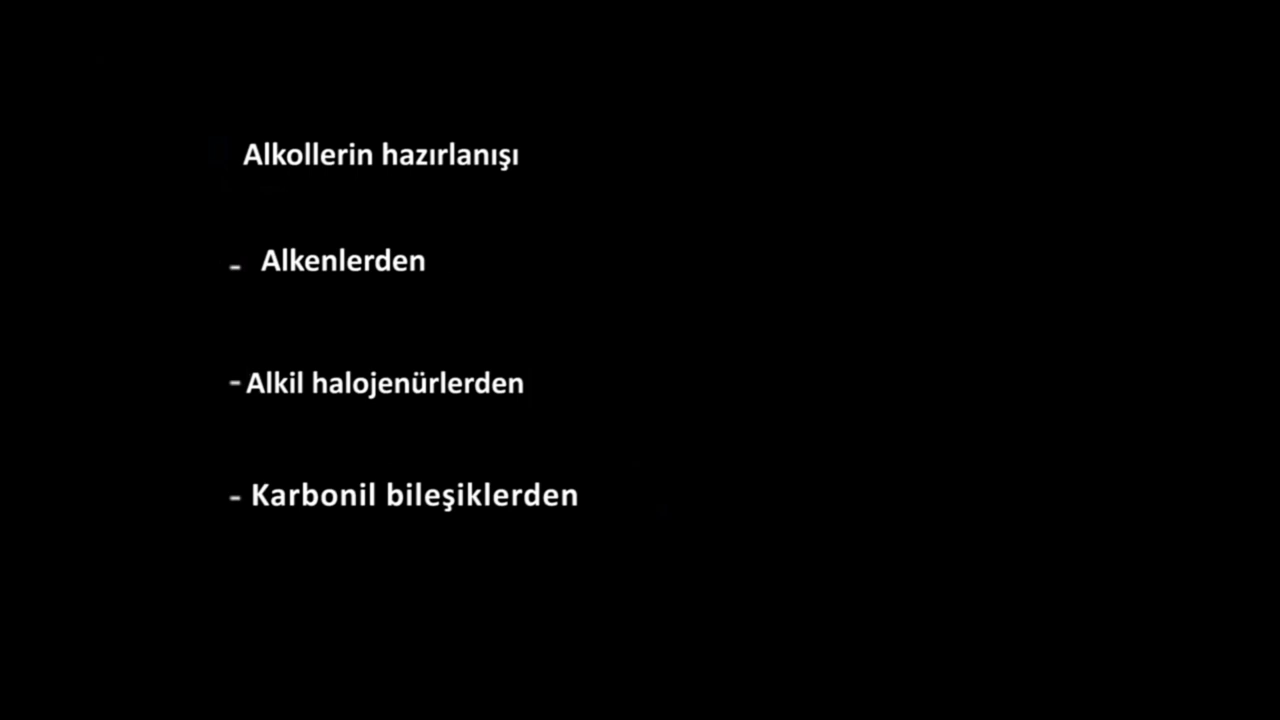 Alkollerin hazırlanışı
- Alkenlerden
- Alkil halojenürlerden
- Karbonil bileşiklerden